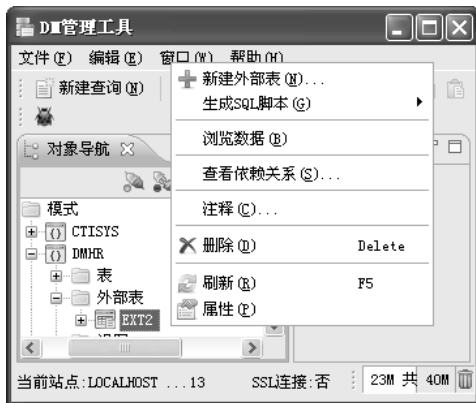 DM管理工具
文件(F) 编辑(E) 窗口(W) 帮助(H)
新建查询(N)
新建外部表(N)...
生成SQL脚本(G)
浏览数据(B)
查看依赖关系(S)...
注释(C)...
删除(D) Delete
刷新(R) F5
属性(P)
对象导航
模式
CTISYS
DMHR
表
外部表
EXT2
当前站点:LOCALHOST ...13 SSL连接:否 23M 共 40M